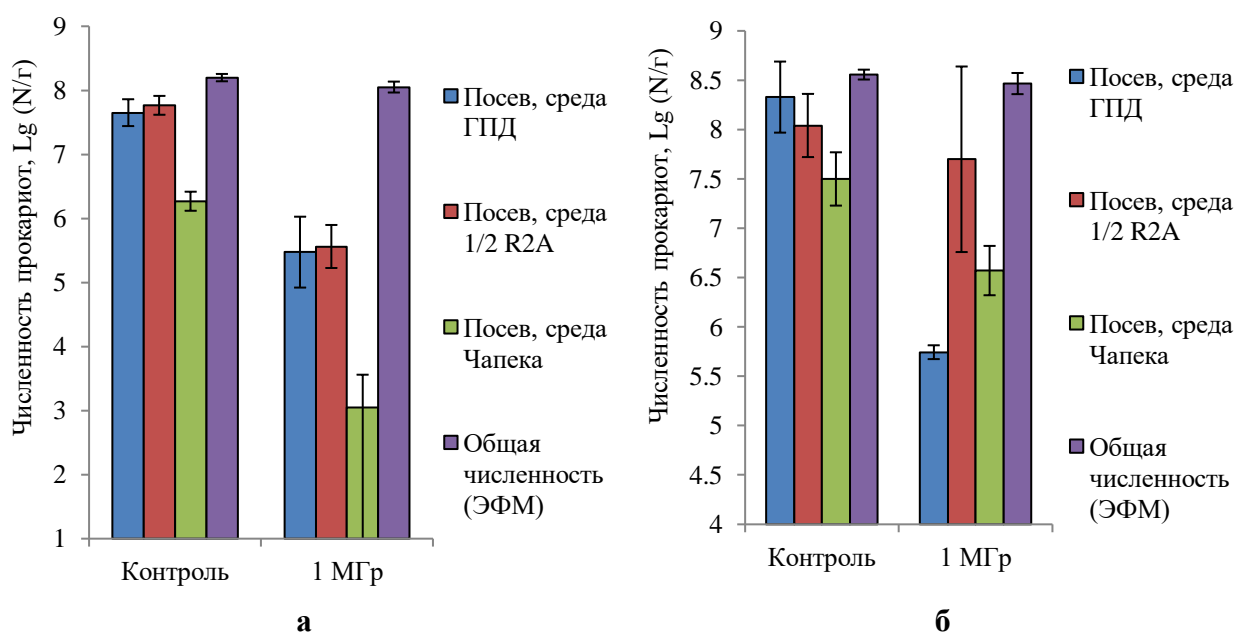 Численность прокариот, Lg (N/г)
9
8
7
6
5
4
3
2
1
Контроль
1 МГр
Посев, среда
ГПД
Посев, среда
1/2 R2A
Посев, среда
Чапека
Общая
численность
(ЭФМ)
а
Численность прокариот, Lg (N/г)
9
8.5
8
7.5
7
6.5
6
5.5
5
4.5
4
Контроль
1 МГр
Посев, среда
ГПД
Посев, среда
1/2 R2A
Посев, среда
Чапека
Общая
численность
(ЭФМ)
б